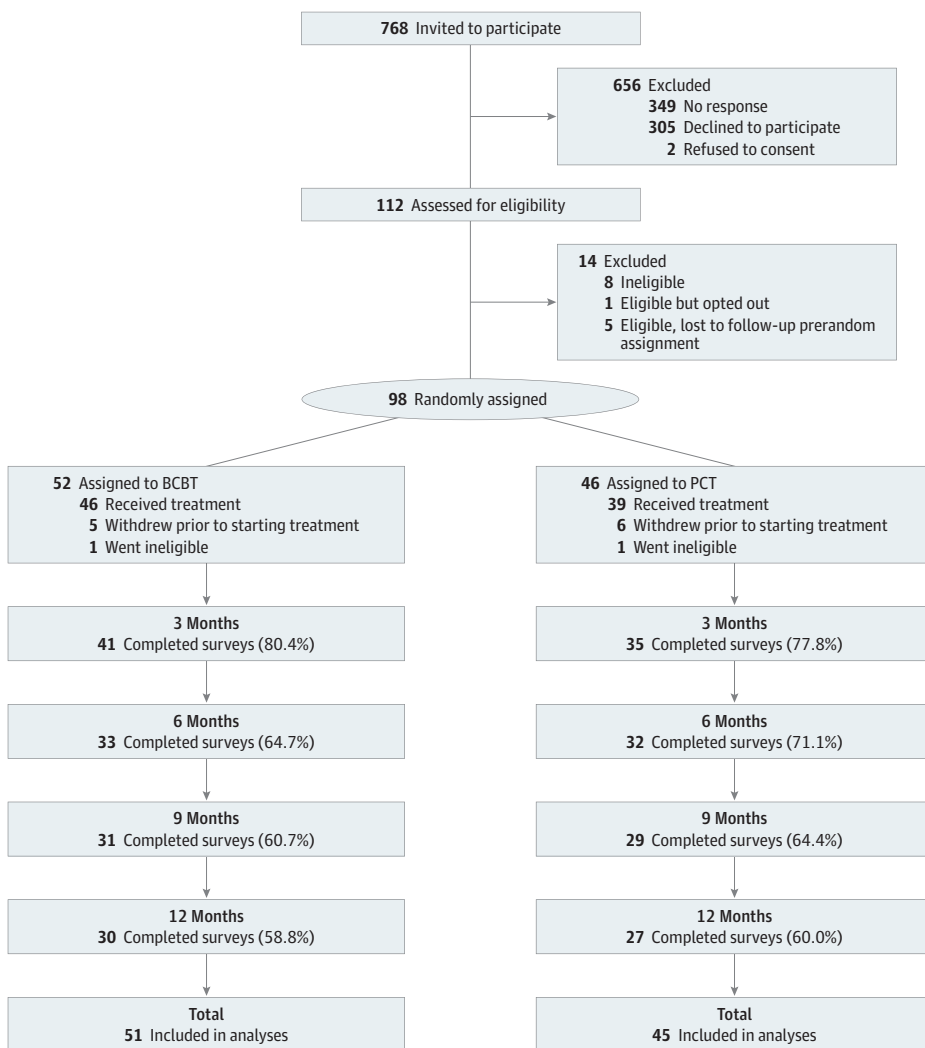 768 Invited to participate
656 Excluded
349 No response
305 Declined to participate
2 Refused to consent
112 Assessed for eligibility
14 Excluded
8 Ineligible
1 Eligible but opted out
5 Eligible, lost to follow-up prerandom
assignment
98 Randomly assigned
52 Assigned to BCBT
46 Received treatment
5 Withdrew prior to starting treatment
1 Went ineligible
46 Assigned to PCT
39 Received treatment
6 Withdrew prior to starting treatment
1 Went ineligible
3 Months
41 Completed surveys (80.4%)
3 Months
35 Completed surveys (77.8%)
6 Months
33 Completed surveys (64.7%)
6 Months
32 Completed surveys (71.1%)
9 Months
31 Completed surveys (60.7%)
9 Months
29 Completed surveys (64.4%)
12 Months
30 Completed surveys (58.8%)
12 Months
27 Completed surveys (60.0%)
Total
51 Included in analyses
Total
45 Included in analyses